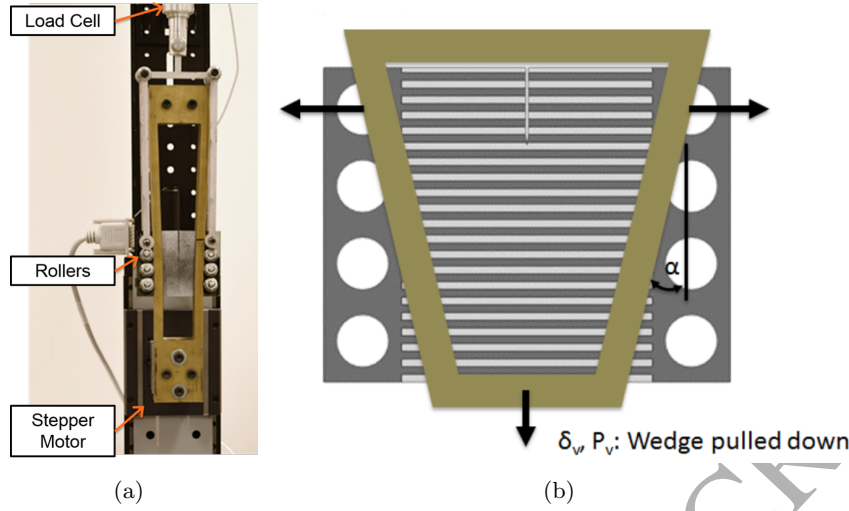 Load Cell
Rollers
Stepper
Motor
α
δv, Pv: Wedge pulled down
(a)
(b)